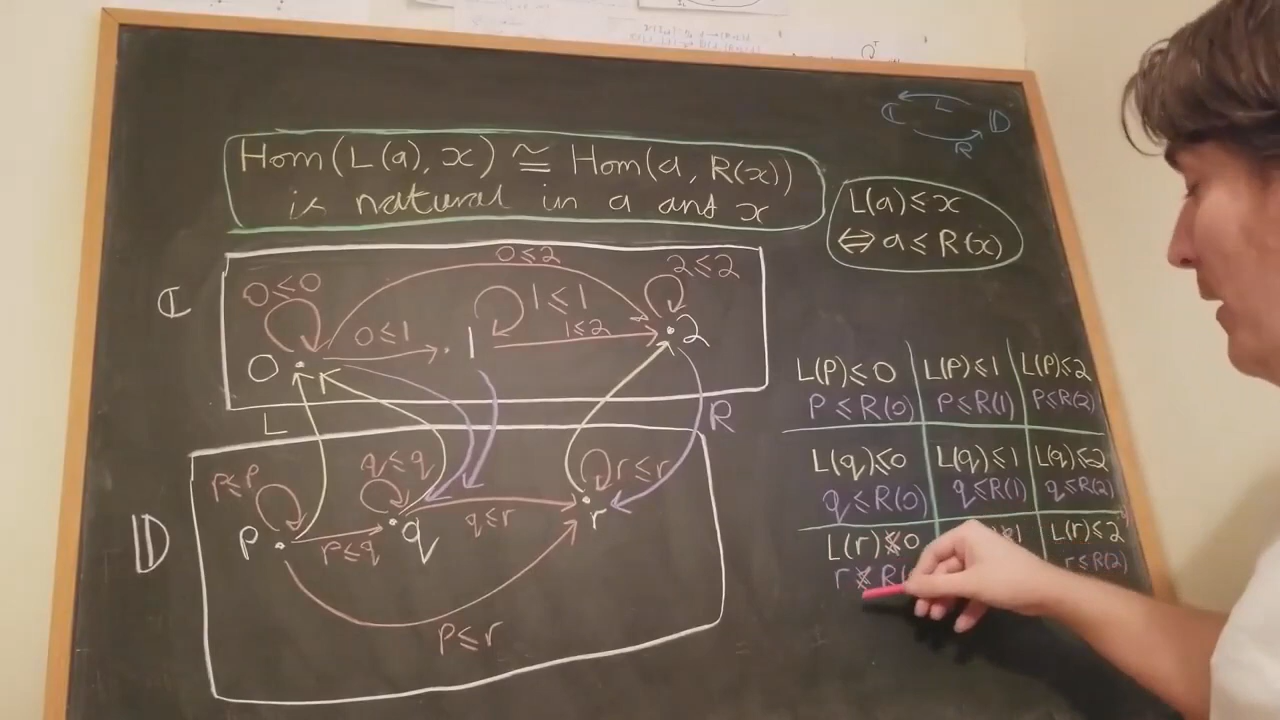 ℂ L 𝔻
R
Hom(L(a), x) ≅ Hom(a, R(x))
is natural in a and x
L(a) ≤ x
⇔ a ≤ R(x)
ℂ
0≤0
0≤2
1≤1
2≤2
0≤1
1≤2
0
1
2
L
R
𝔻
p≤p
q≤q
r≤r
p
p≤q
q
q≤r
r
p≤r
L(p)≤0 L(p)≤1 L(p)≤2
p≤R(0) p≤R(1) p≤R(2)
L(q)≤0 L(q)≤1 L(q)≤2
q≤R(0) q≤R(1) q≤R(2)
L(r)≰0 L(r)≤2
r≰R( r≤R(2)